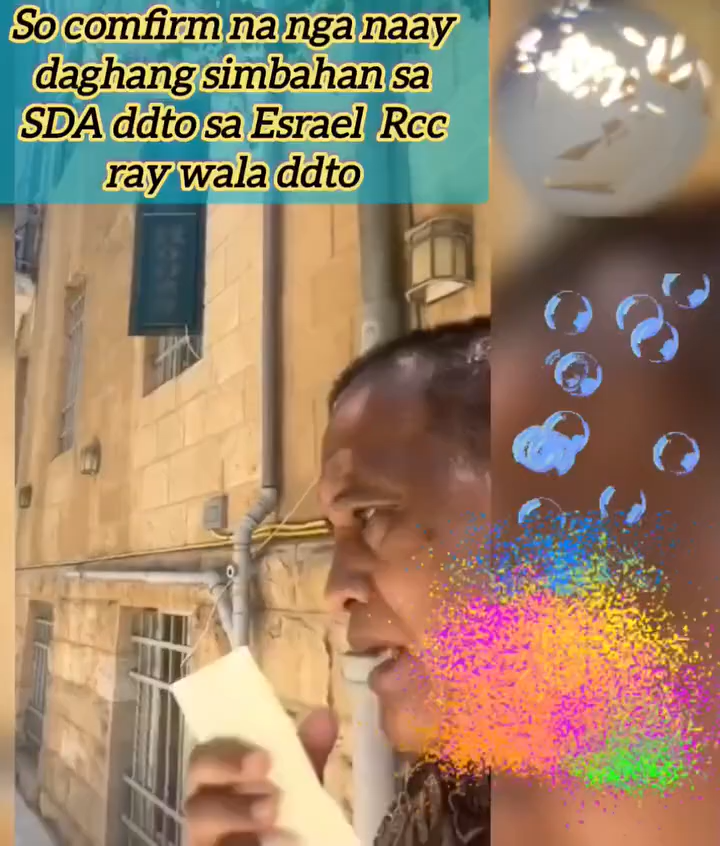 So comfirm na nga naay
daghang simbahan sa
SDA ddto sa Esrael Rcc
ray wala ddto